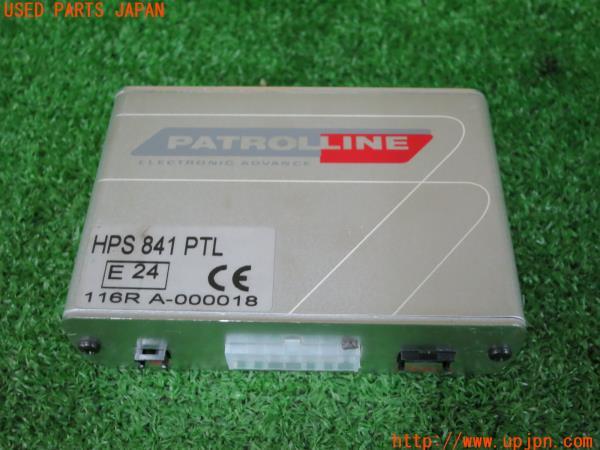 USED PARTS JAPAN
PATROLLINE
ELECTRONIC ADVANCE
HPS 841 PTL
E 24 CE
116R A-000018
http://www.upjpn.com/